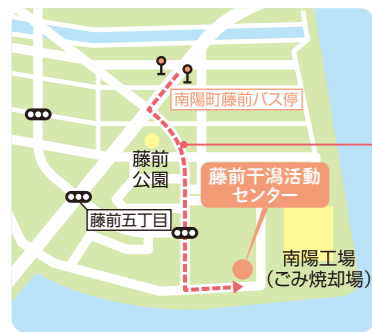 南陽町藤前バス停
藤前
公園
藤前干潟活動
センター
藤前五丁目
南陽工場
(ごみ焼却場)